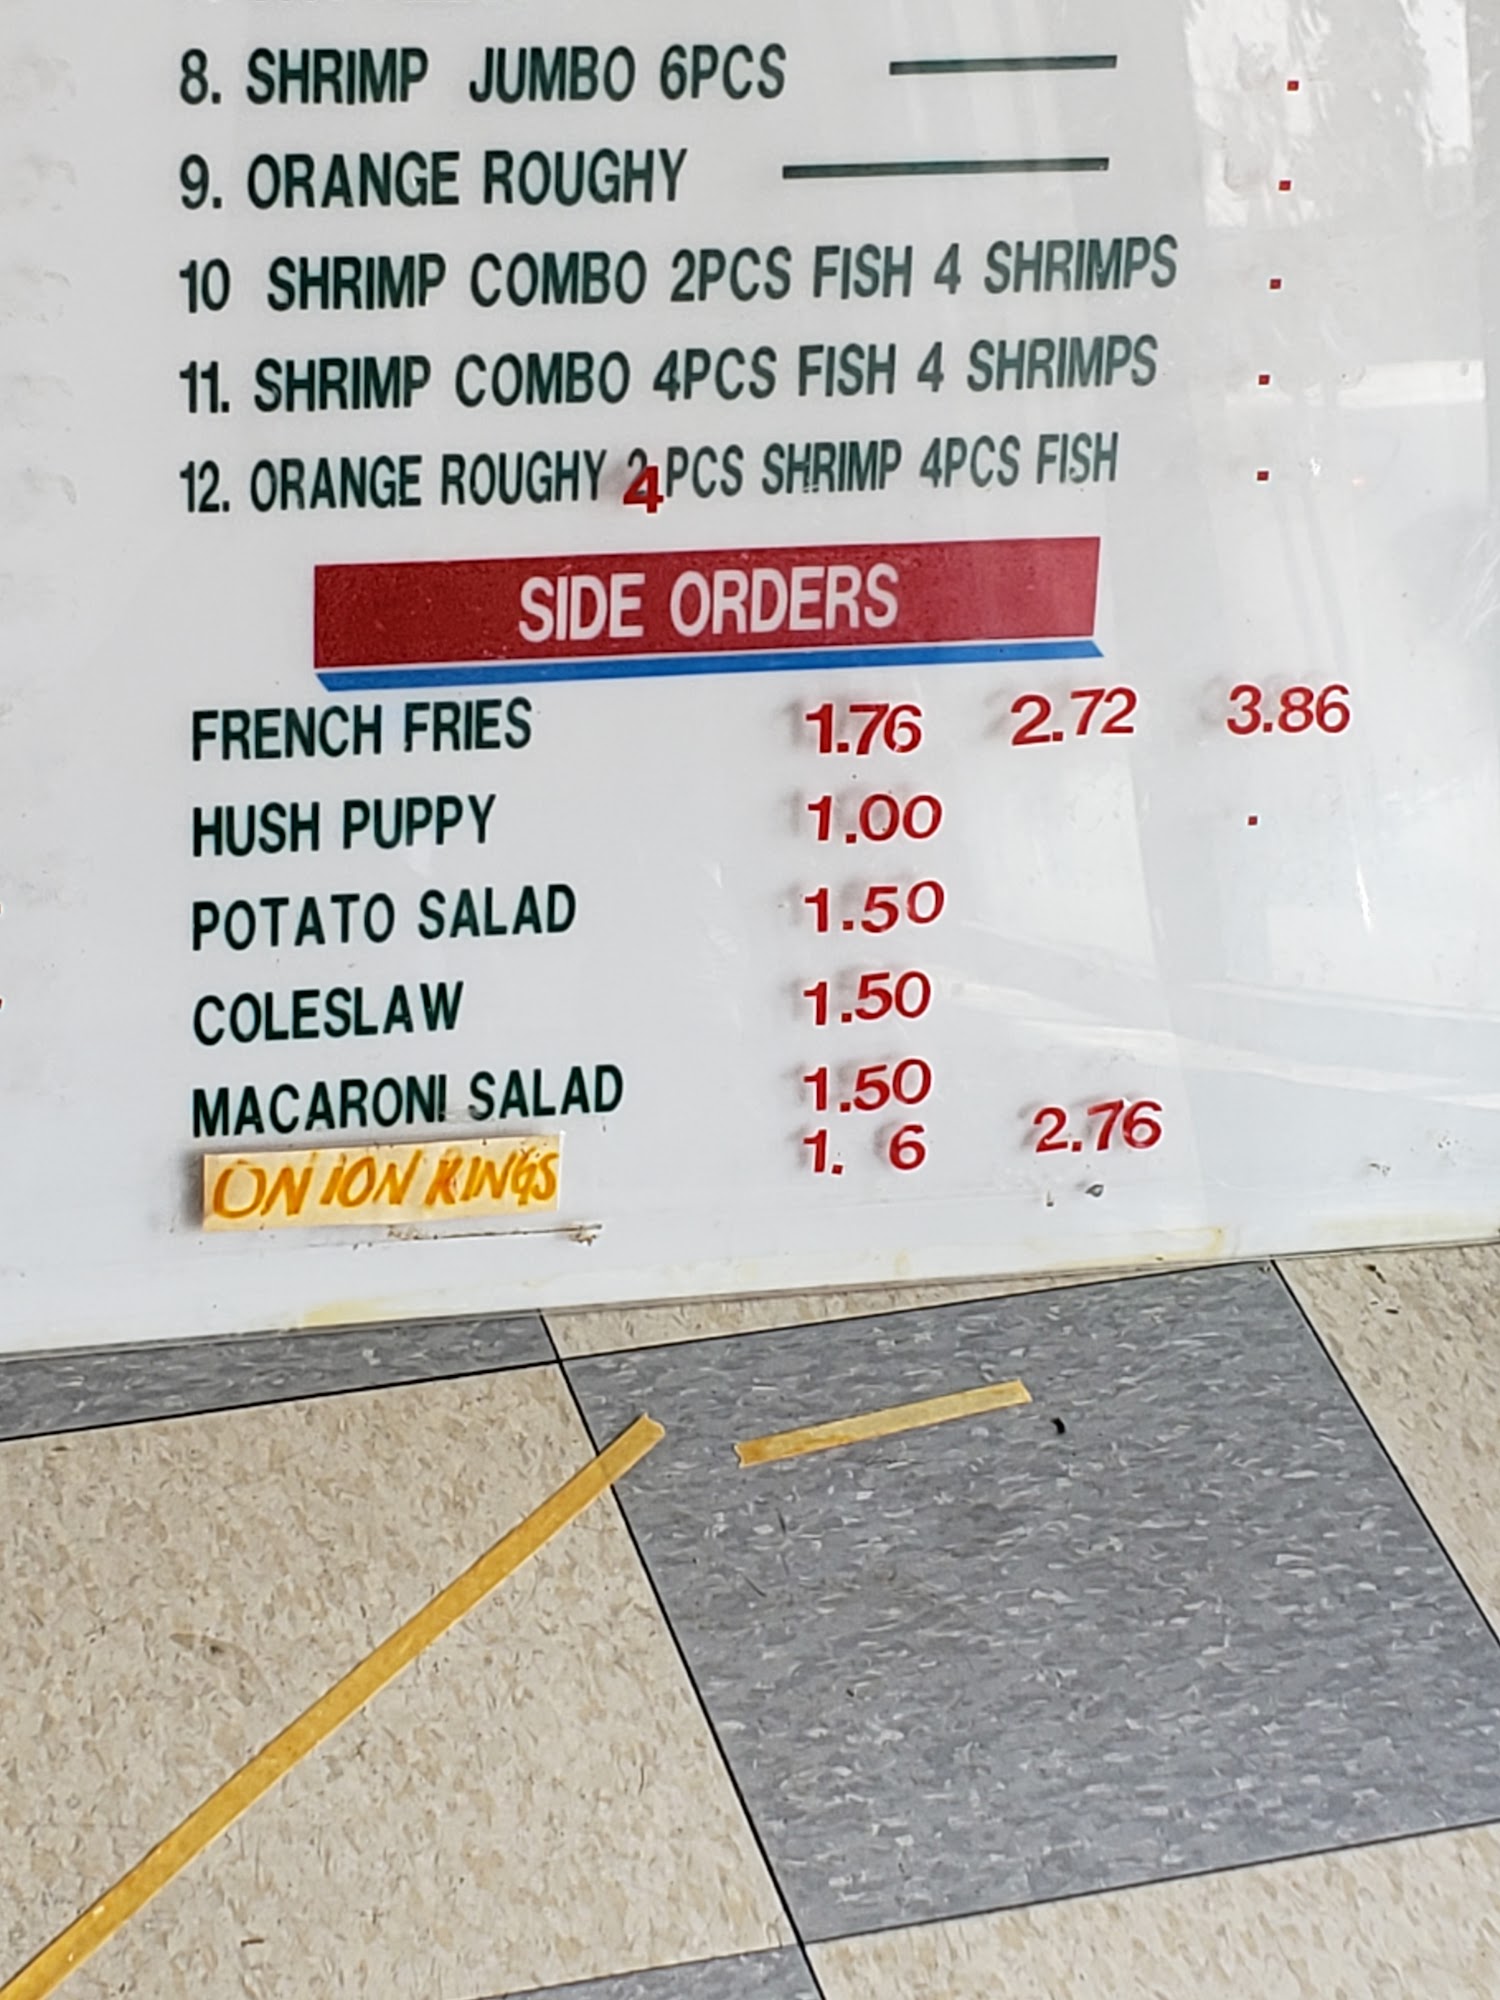 8. SHRIMP JUMBO 6PCS .
9. ORANGE ROUGHY .
10 SHRIMP COMBO 2PCS FISH 4 SHRIMPS .
11. SHRIMP COMBO 4PCS FISH 4 SHRIMPS .
12. ORANGE ROUGHY 4 PCS SHRIMP 4PCS FISH .
SIDE ORDERS
FRENCH FRIES 1.76 2.72 3.86
HUSH PUPPY 1.00 .
POTATO SALAD 1.50
COLESLAW 1.50
MACARONI SALAD 1.50
ONION RINGS 1. 6 2.76